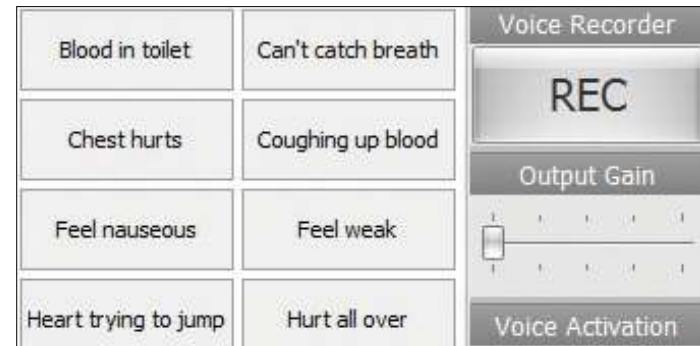 Blood in toilet
Can't catch breath
Chest hurts
Coughing up blood
Feel nauseous
Feel weak
Heart trying to jump
Hurt all over
Voice Recorder
REC
Output Gain
Voice Activation